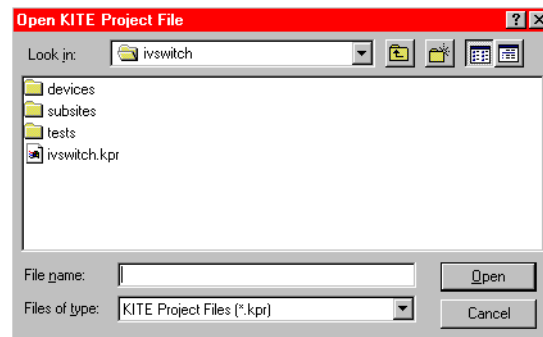 Open KITE Project File
Look in: ivswitch
devices
subsites
tests
ivswitch.kpr
File name: Open
Files of type: KITE Project Files (*.kpr) Cancel